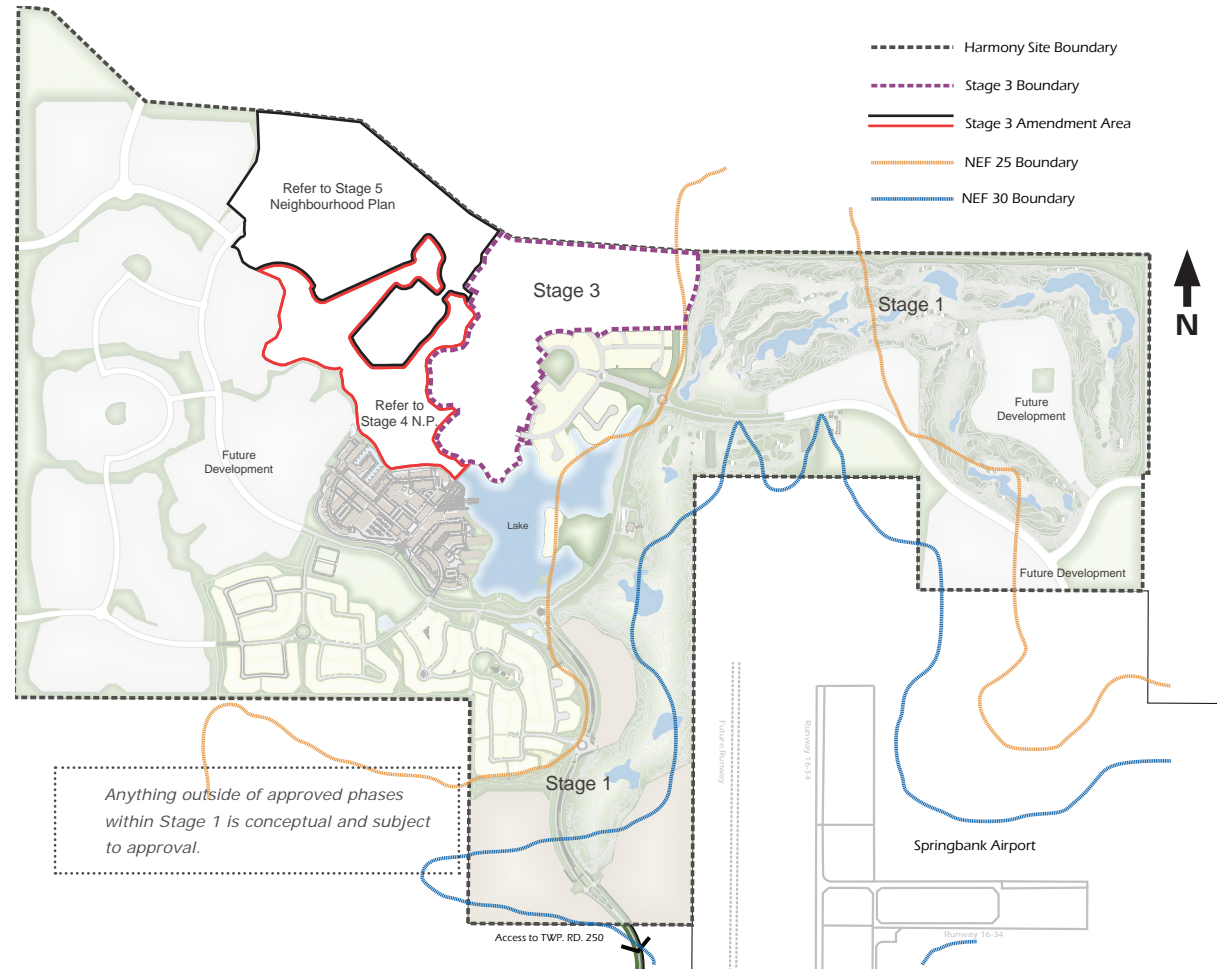 Harmony Site Boundary
Stage 3 Boundary
Stage 3 Amendment Area
NEF 25 Boundary
NEF 30 Boundary
Refer to Stage 5
Neighbourhood Plan
Stage 3
Stage 1
N
Future
Development
Refer to
Stage 4 N.P.
Future
Development
Lake
Future Development
Future Runway
Runway 16-34
Stage 1
Anything outside of approved phases
within Stage 1 is conceptual and subject
to approval.
Springbank Airport
Access to TWP. RD. 250
Runway 16-34